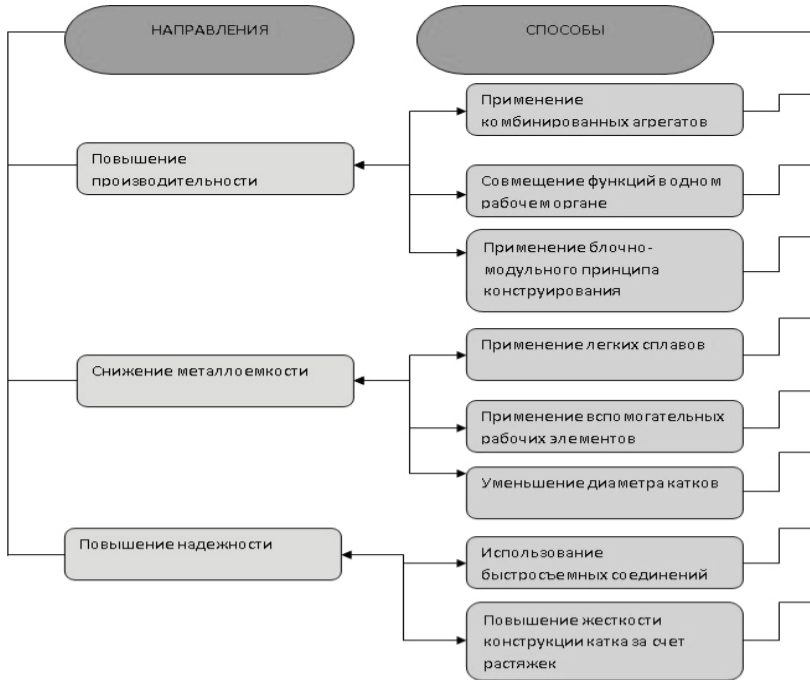 НАПРАВЛЕНИЯ
СПОСОБЫ
Повышение
производительности
Применение
комбинированных агрегатов
Совмещение функций в одном
рабочем органе
Применение блочно-
модульного принципа
конструирования
Снижение металлоемкости
Применение легких сплавов
Применение вспомогательных
рабочих элементов
Уменьшение диаметра катков
Повышение надежности
Использование
быстросъемных соединений
Повышение жесткости
конструкции катка за счет
растяжек